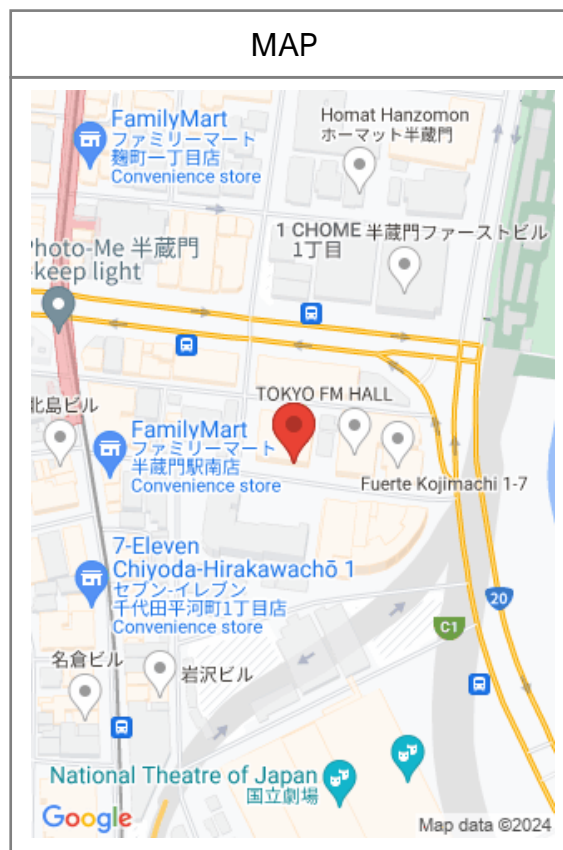 MAP
FamilyMart
ファミリーマート
麹町一丁目店
Convenience store
Homat Hanzomon
ホーマット半蔵門
1 CHOME
1丁目
半蔵門ファーストビル
Photo-Me 半蔵門
-keep light
TOKYO FM HALL
北島ビル
FamilyMart
ファミリーマート
半蔵門駅南店
Convenience store
Fuerte Kojimachi 1-7
7-Eleven
Chiyoda-Hirakawachō 1
セブン-イレブン
千代田平河町1丁目店
Convenience store
20
C1
名倉ビル
岩沢ビル
National Theatre of Japan
国立劇場
Google
Map data ©2024